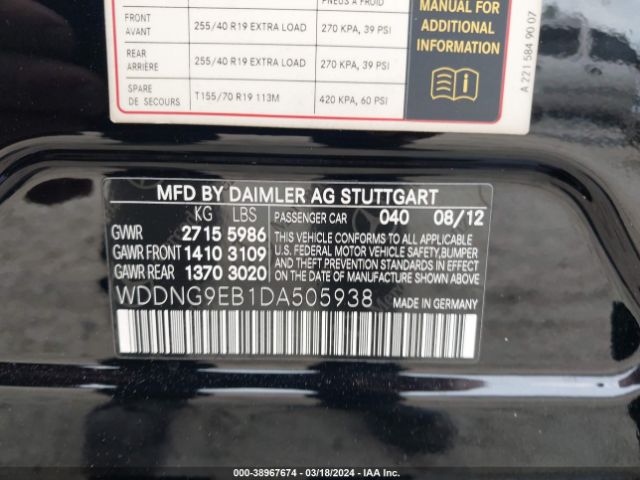 PNEUS À FROID
MANUAL FOR
ADDITIONAL
INFORMATION
FRONT
AVANT
255/40 R19 EXTRA LOAD
270 KPA, 39 PSI
REAR
ARRIÈRE
255/40 R19 EXTRA LOAD
270 KPA, 39 PSI
SPARE
DE SECOURS
T155/70 R19 113M
420 KPA, 60 PSI
A 221 584 90 07
MFD BY DAIMLER AG STUTTGART
KG LBS PASSENGER CAR 040 08/12
GVWR 2715 5986
GAWR FRONT 1410 3109
GAWR REAR 1370 3020
THIS VEHICLE CONFORMS TO ALL APPLICABLE
U.S. FEDERAL MOTOR VEHICLE SAFETY, BUMPER
AND THEFT PREVENTION STANDARDS IN EFFECT
ON THE DATE OF MANUFACTURE SHOWN ABOVE.
WDDNG9EB1DA505938 MADE IN GERMANY
000-38967674 / 03/18/2024 - IAA Inc.